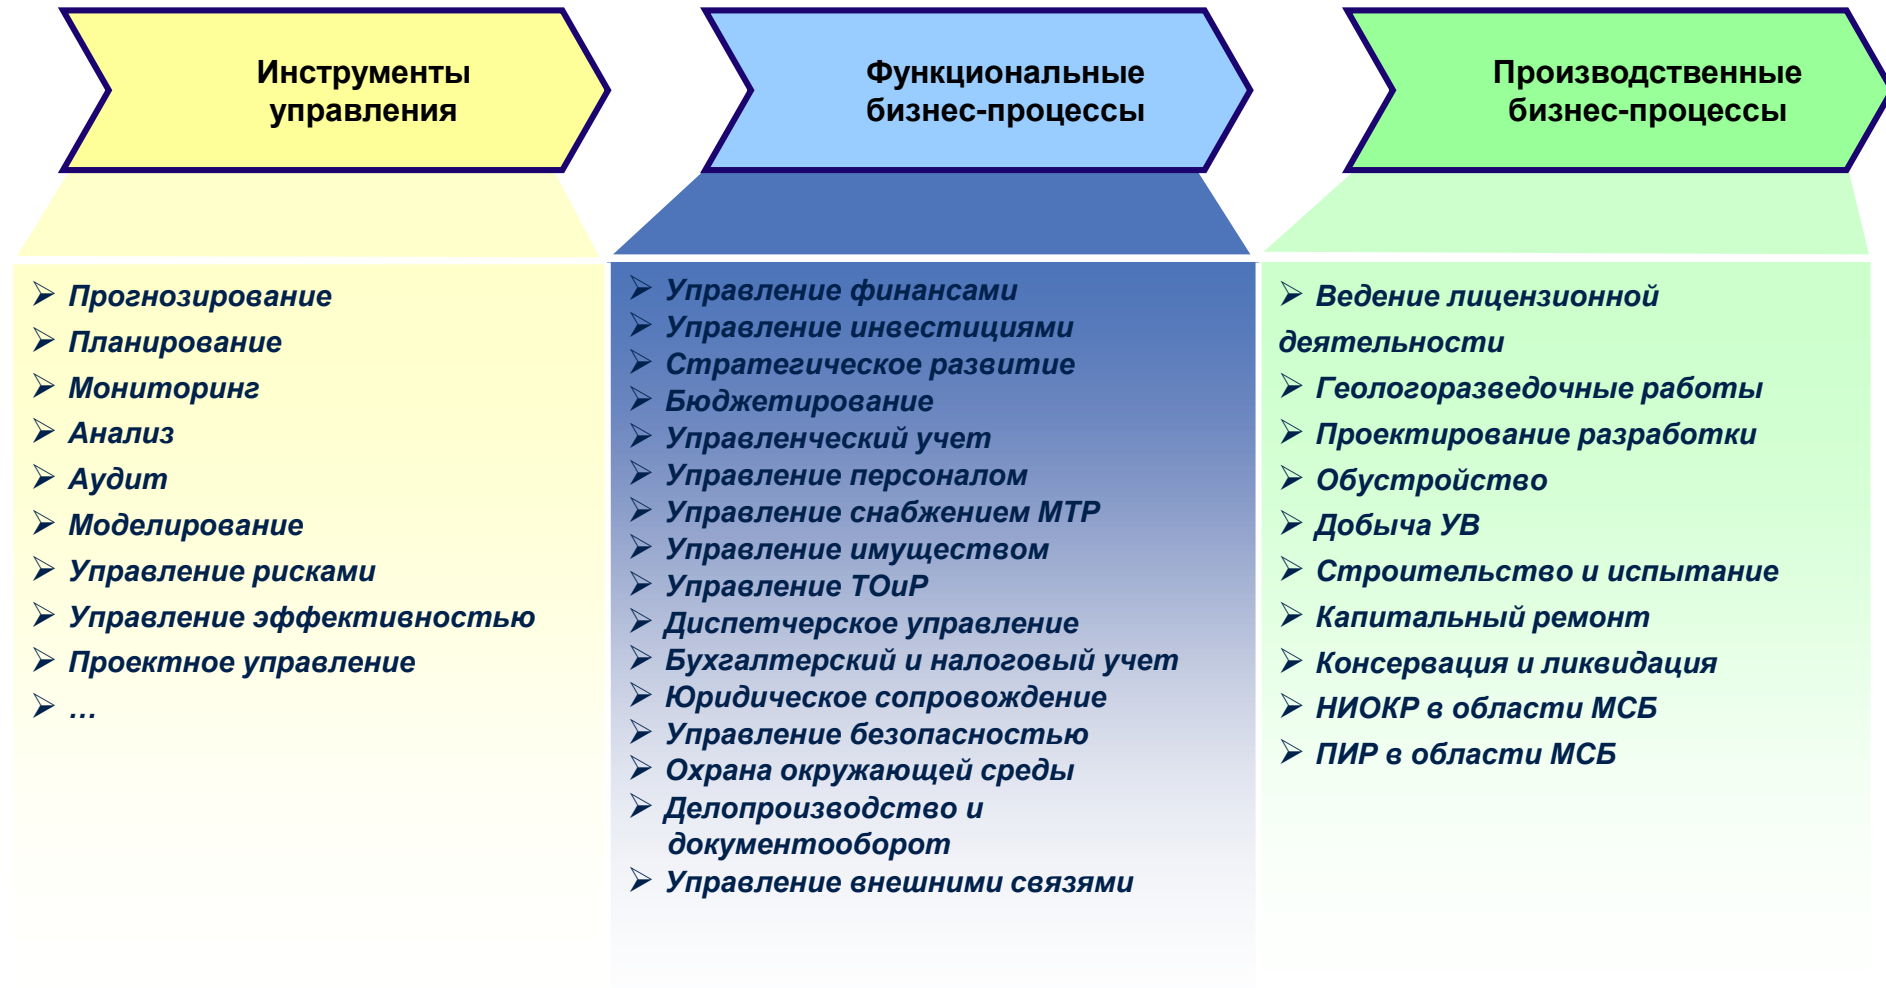 Инструменты
управления
Функциональные
бизнес-процессы
Производственные
бизнес-процессы
➢ Прогнозирование
➢ Планирование
➢ Мониторинг
➢ Анализ
➢ Аудит
➢ Моделирование
➢ Управление рисками
➢ Управление эффективностью
➢ Проектное управление
➢ …
➢ Управление финансами
➢ Управление инвестициями
➢ Стратегическое развитие
➢ Бюджетирование
➢ Управленческий учет
➢ Управление персоналом
➢ Управление снабжением МТР
➢ Управление имуществом
➢ Управление ТОиР
➢ Диспетчерское управление
➢ Бухгалтерский и налоговый учет
➢ Юридическое сопровождение
➢ Управление безопасностью
➢ Охрана окружающей среды
➢ Делопроизводство и
документооборот
➢ Управление внешними связями
➢ Ведение лицензионной
деятельности
➢ Геологоразведочные работы
➢ Проектирование разработки
➢ Обустройство
➢ Добыча УВ
➢ Строительство и испытание
➢ Капитальный ремонт
➢ Консервация и ликвидация
➢ НИОКР в области МСБ
➢ ПИР в области МСБ